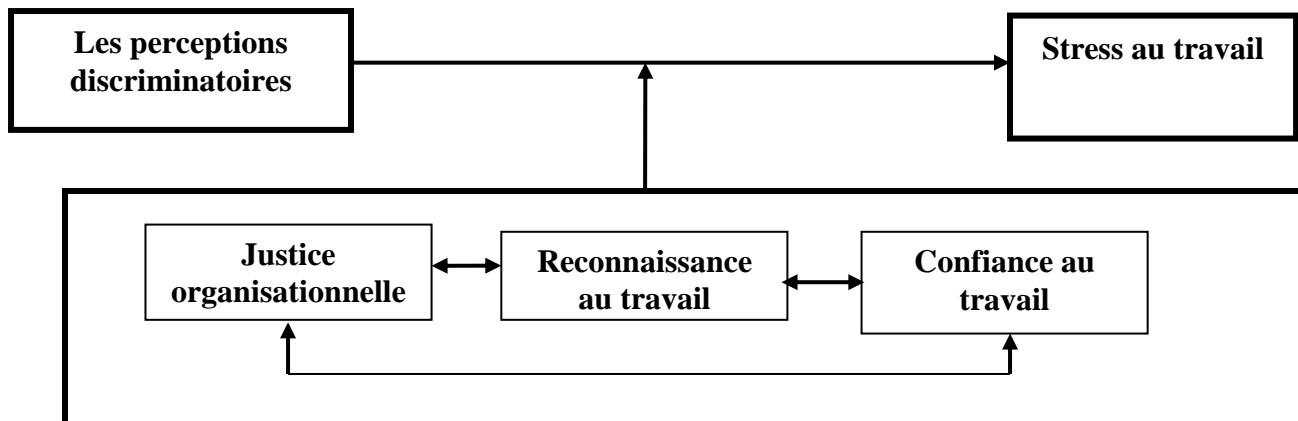 Les perceptions
discriminatoires
Stress au travail
Justice
organisationnelle
Reconnaissance
au travail
Confiance au
travail